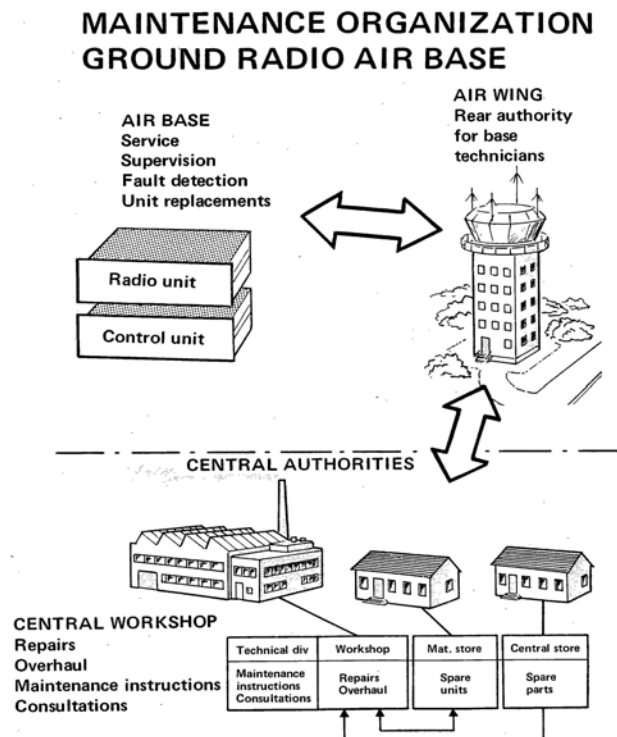 MAINTENANCE ORGANIZATION
GROUND RADIO AIR BASE
AIR BASE
Service
Supervision
Fault detection
Unit replacements
AIR WING
Rear authority
for base
technicians
Radio unit
Control unit
CENTRAL AUTHORITIES
CENTRAL WORKSHOP
Repairs
Overhaul
Maintenance instructions
Consultations
Technical div
Workshop
Mat. store
Central store
Maintenance
instructions
Consultations
Repairs
Overhaul
Spare
units
Spare
parts